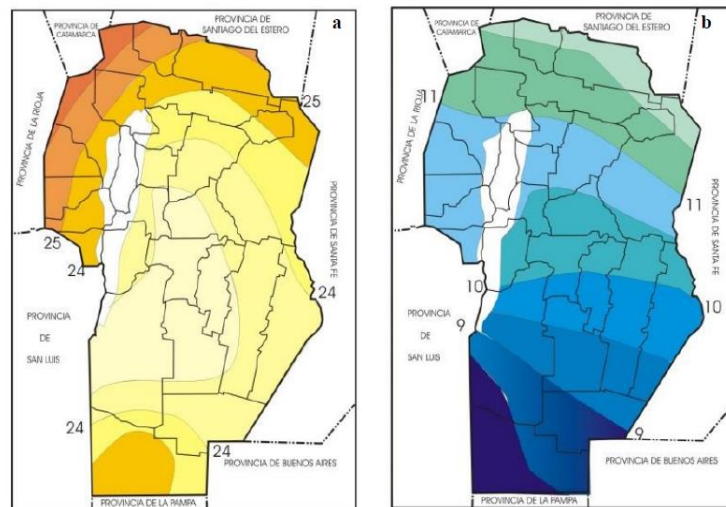 a
PROVINCIA DE
CATAMARCA
PROVINCIA DE
SANTIAGO DEL ESTERO
PROVINCIA DE LA RIOJA
25
PROVINCIA DE SANTA FE
25
24
24
PROVINCIA
DE
SAN LUIS
24
24
PROVINCIA DE BUENOS AIRES
PROVINCIA DE LA PAMPA
b
PROVINCIA DE
CATAMARCA
PROVINCIA DE
SANTIAGO DEL ESTERO
PROVINCIA DE LA RIOJA
11
11
PROVINCIA DE SANTA FE
10
10
9
PROVINCIA
DE
SAN LUIS
9
PROVINCIA DE BUENOS AIRES
PROVINCIA DE LA PAMPA